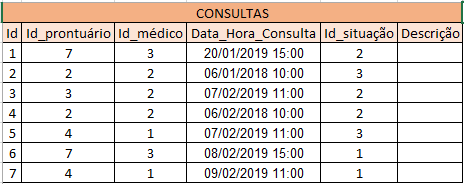 CONSULTAS
Id Id_prontuário Id_médico Data_Hora_Consulta Id_situação Descrição
1 7 3 20/01/2019 15:00 2
2 2 2 06/01/2018 10:00 3
3 3 2 07/02/2019 11:00 2
4 2 2 06/02/2018 10:00 2
5 4 1 07/02/2019 11:00 3
6 7 3 08/02/2019 15:00 1
7 4 1 09/02/2019 11:00 1